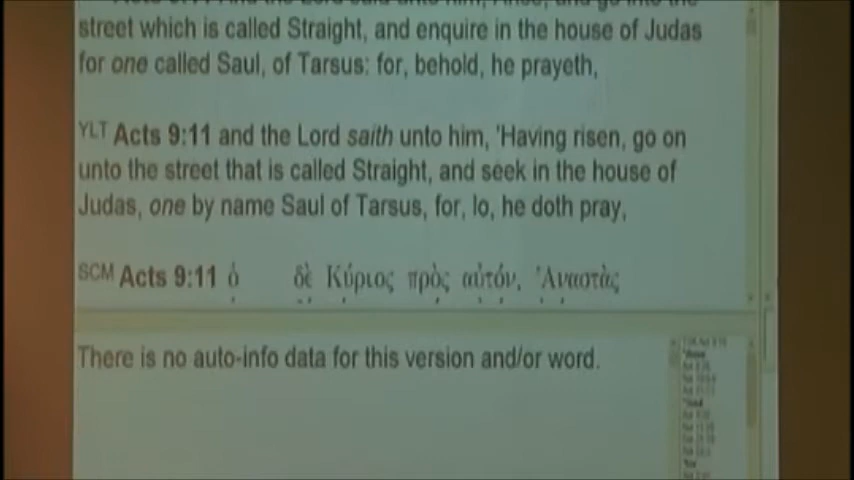 street which is called Straight, and enquire in the house of Judas
for one called Saul, of Tarsus: for, behold, he prayeth,
YLT Acts 9:11 and the Lord saith unto him, 'Having risen, go on
unto the street that is called Straight, and seek in the house of
Judas, one by name Saul of Tarsus, for, lo, he doth pray,
SCM Acts 9:11 ὁ δὲ Κύριος πρὸς αὐτόν, Ἀναστὰς
There is no auto-info data for this version and/or word.